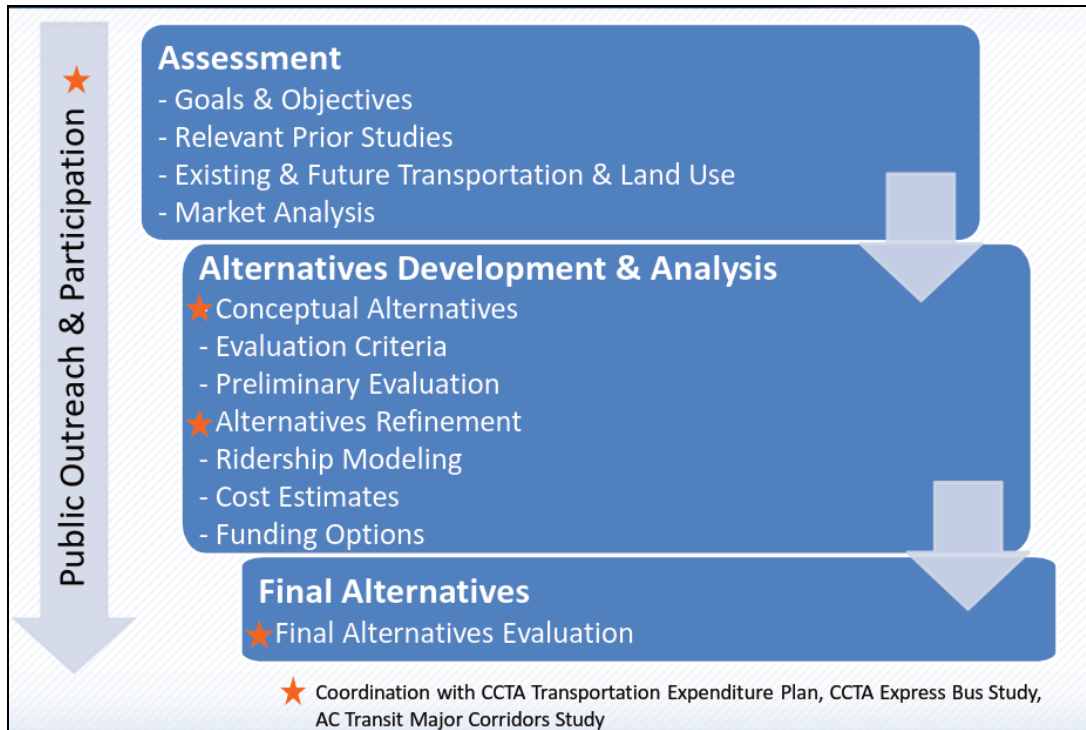 Public Outreach & Participation
Assessment
- Goals & Objectives
- Relevant Prior Studies
- Existing & Future Transportation & Land Use
- Market Analysis
Alternatives Development & Analysis
Conceptual Alternatives
- Evaluation Criteria
- Preliminary Evaluation
Alternatives Refinement
- Ridership Modeling
- Cost Estimates
- Funding Options
Final Alternatives
Final Alternatives Evaluation
Coordination with CCTA Transportation Expenditure Plan, CCTA Express Bus Study,
AC Transit Major Corridors Study